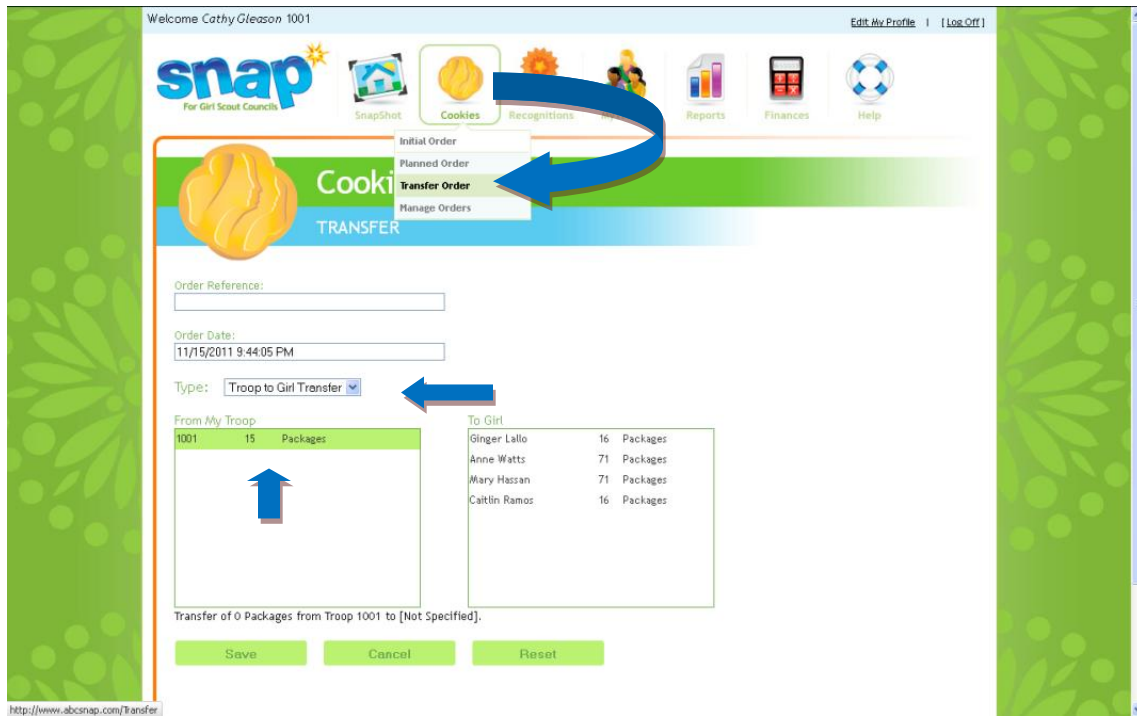 Welcome Cathy Gleason 1001
Edit My Profile | [ Log Off ]
snap
For Girl Scout Councils
SnapShot
Cookies
Recognitions
Reports
Finances
Help
Initial Order
Planned Order
Transfer Order
Manage Orders
Cooki
TRANSFER
Order Reference:
Order Date:
11/15/2011 9:44:05 PM
Type: Troop to Girl Transfer
From My Troop
1001 15 Packages
To Girl
Ginger Lallo 16 Packages
Anne Watts 71 Packages
Mary Hassan 71 Packages
Caitlin Ramos 16 Packages
Transfer of 0 Packages from Troop 1001 to [Not Specified].
Save Cancel Reset
http://www.abcsnap.com/Transfer